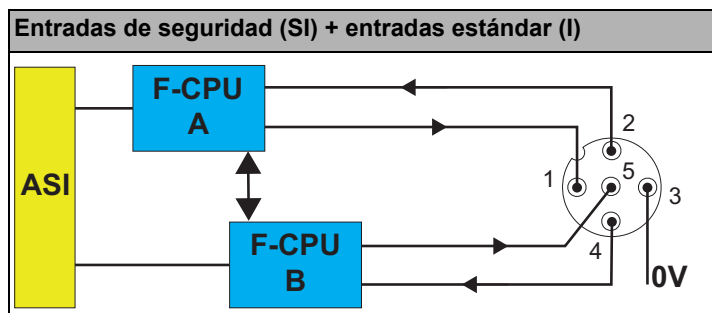 Entradas de seguridad (SI) + entradas estándar (I)
F-CPU
A
2
ASI
1
5
3
F-CPU
B
4
0V